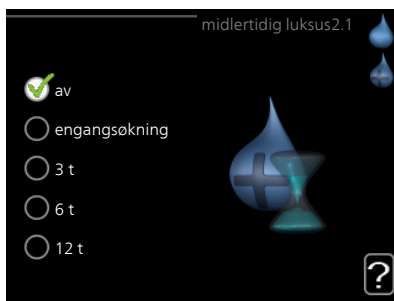 midlertidig luksus2.1
av
engangsøkning
3 t
6 t
12 t
?